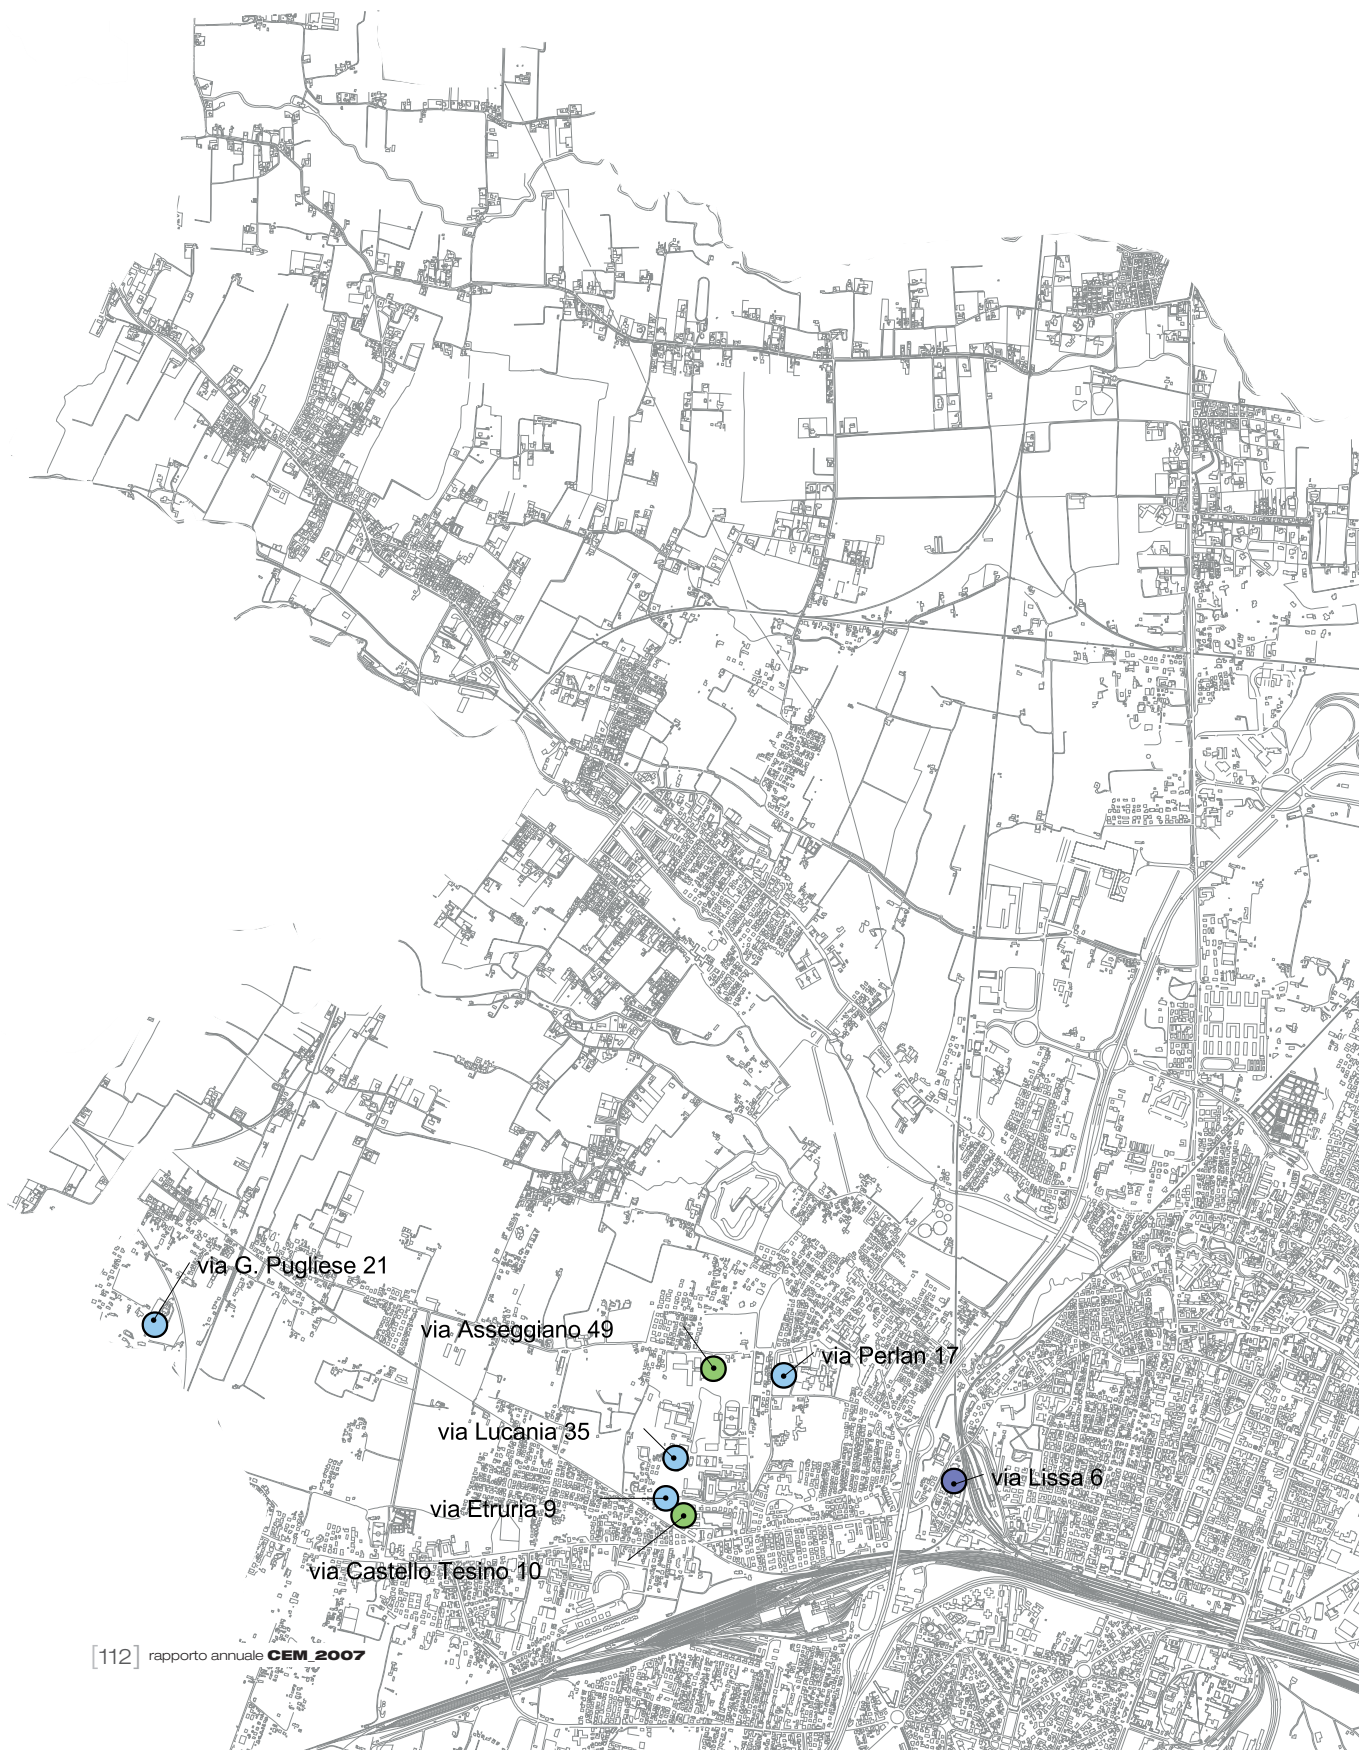 via G. Pugliese 21
via Asseggiano 49
via Perlan 17
via Lucania 35
via Lissa 6
via Etruria 9
via Castello Tesino 10
[112] rapporto annuale CEM_2007